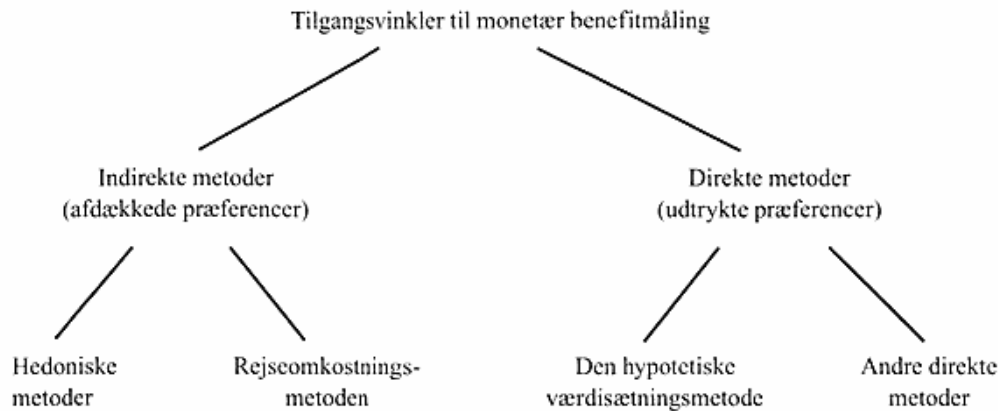 Tilgangsvinkler til monetær benefitmåling
Indirekte metoder
(afdækkede præferencer)
Direkte metoder
(udtrykte præferencer)
Hedoniske
metoder
Rejseomkostnings-
metoden
Den hypotetiske
værdisætningsmetode
Andre direkte
metoder